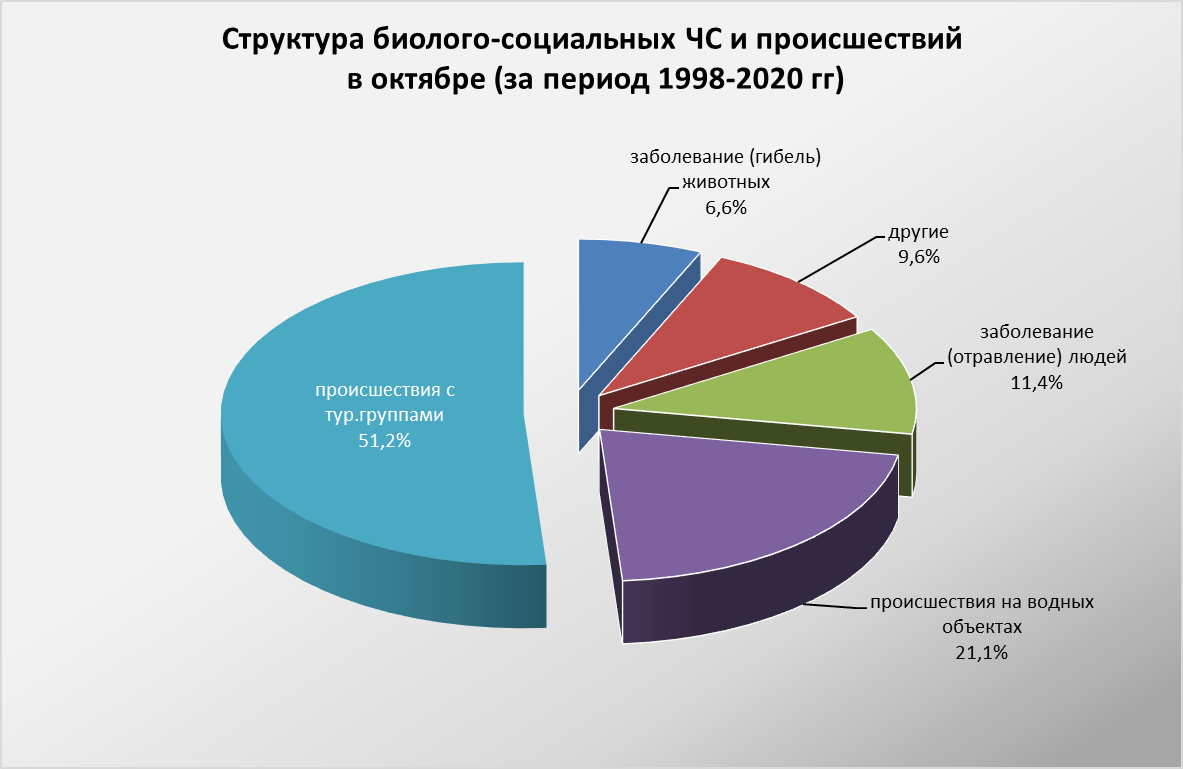 Структура биолого-социальных ЧС и происшествий
в октябре (за период 1998-2020 гг)
заболевание (гибель)
животных
6,6%
другие
9,6%
заболевание
(отравление) людей
11,4%
происшествия с
тур.группами
51,2%
происшествия на водных
объектах
21,1%